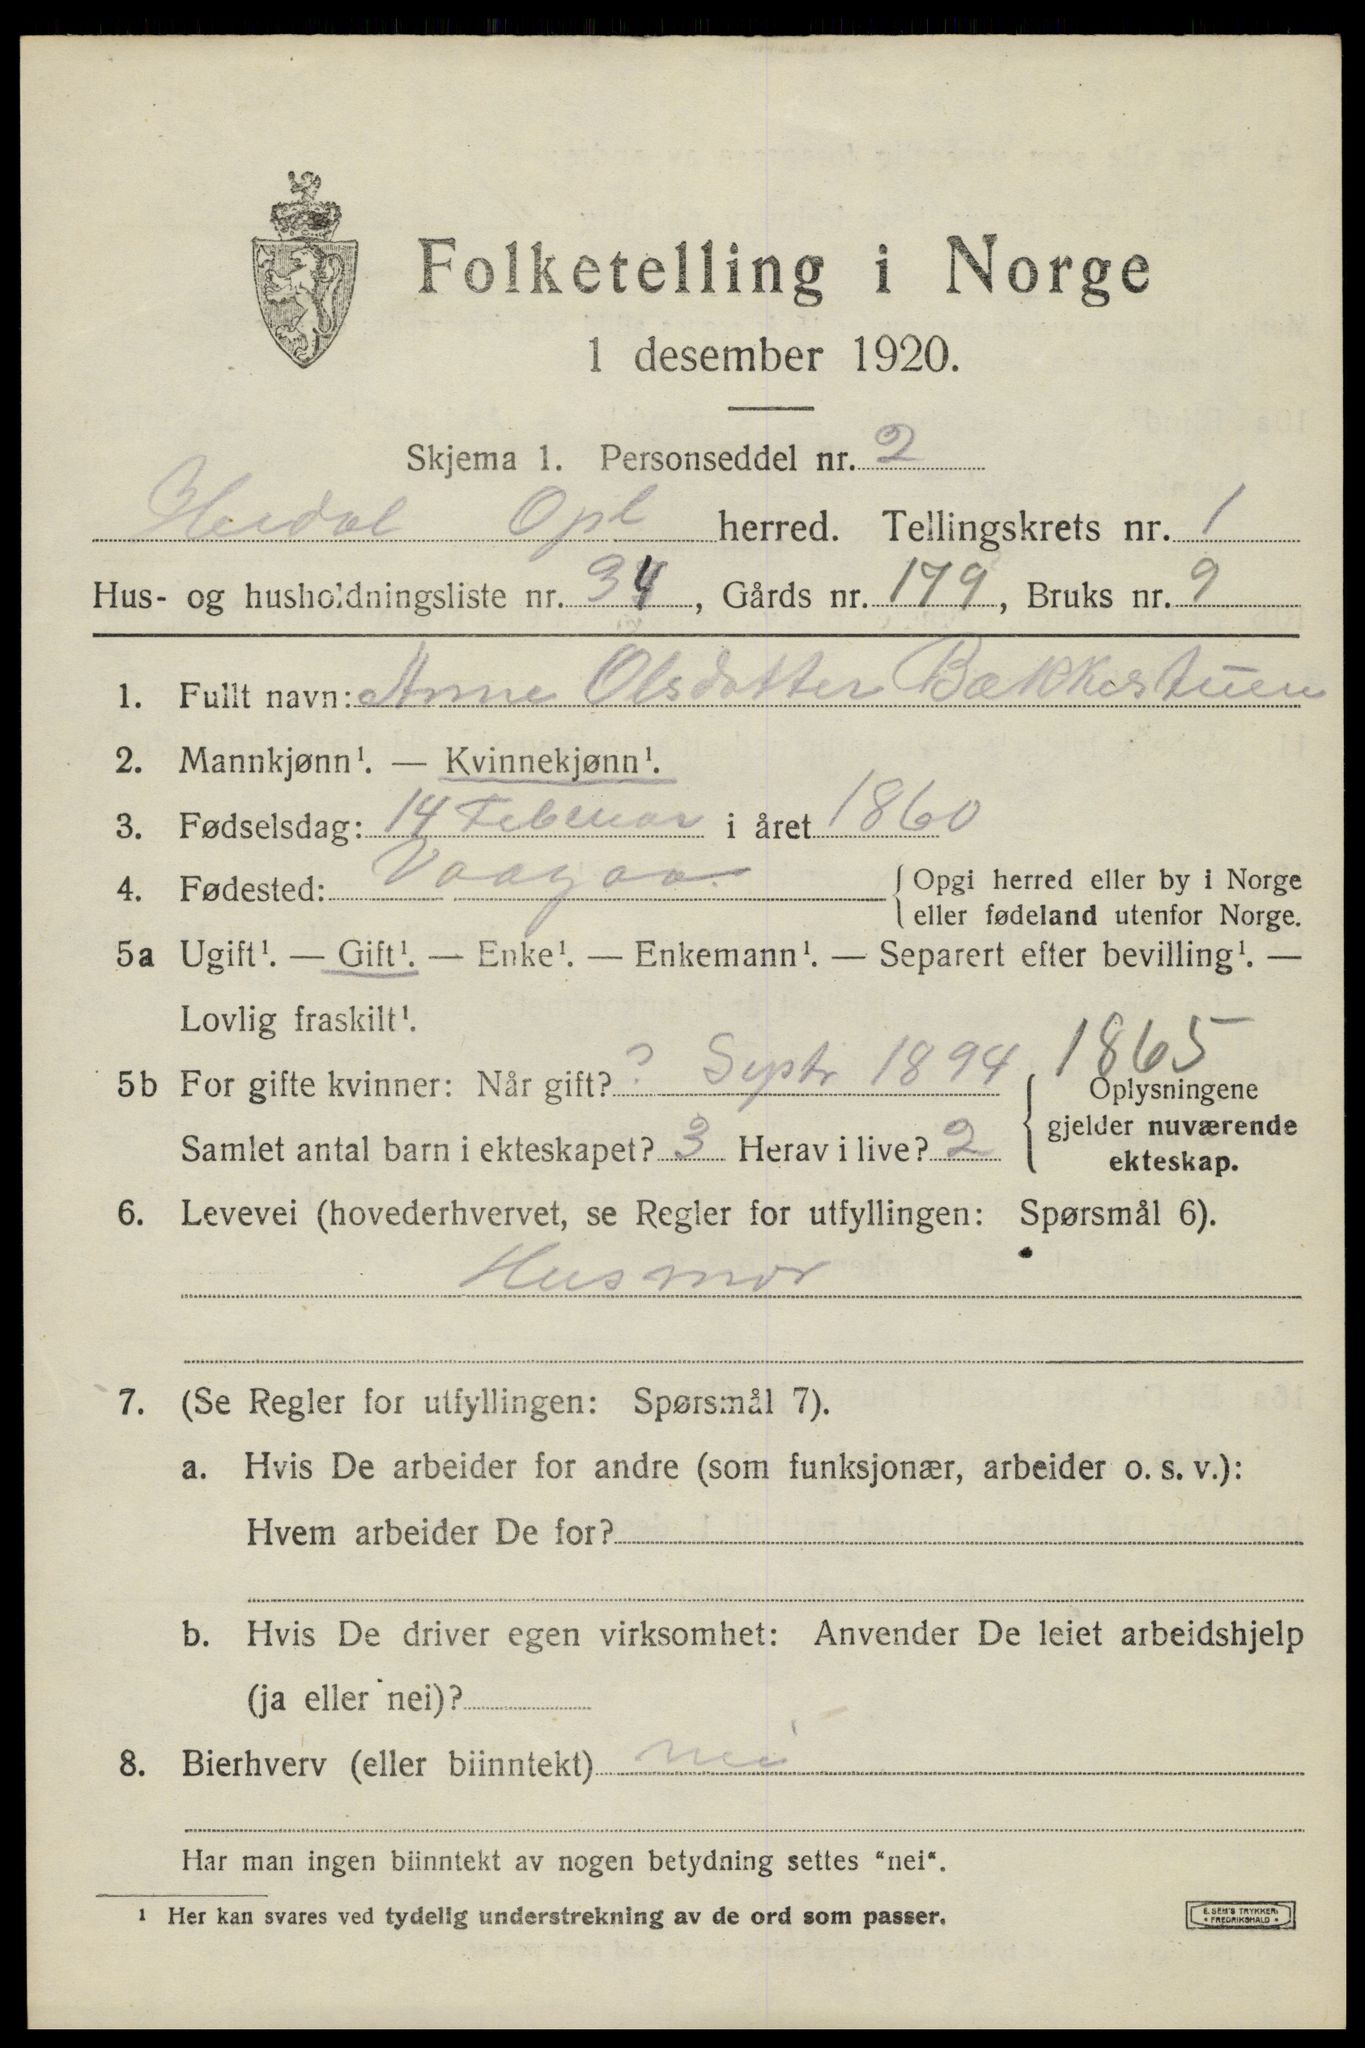 Folketelling i Norge
1 desember 1920.
Skjema 1. Personseddel nr. 2
Heidal Opl herred. Tellingskrets nr. 1
Hus- og husholdningsliste nr. 34, Gårds nr. 179, Bruks nr. 9
1. Fullt navn: Anne Olsdatter Bækkestuen
2. Mannkjønn¹. — Kvinnekjønn¹.
3. Fødselsdag: 14 Februar i året 1860
4. Fødested: Vaagaa. Opgi herred eller by i Norge
eller fødeland utenfor Norge.
5a Ugift¹. — Gift¹. — Enke¹. — Enkemann¹. — Separert efter bevilling¹. —
Lovlig fraskilt¹.
1865
5b For gifte kvinner: Når gift? ? Septr 1894 Oplysningene
gjelder nuværende
Samlet antal barn i ekteskapet? 3 Herav i live? 2 ekteskap.
6. Levevei (hovederhvervet, se Regler for utfyllingen: Spørsmål 6).
Husmor
7. (Se Regler for utfyllingen: Spørsmål 7).
a. Hvis De arbeider for andre (som funksjonær, arbeider o. s. v.):
Hvem arbeider De for?
b. Hvis De driver egen virksomhet: Anvender De leiet arbeidshjelp
(ja eller nei)?
8. Bierhverv (eller biinntekt) nei
Har man ingen biinntekt av nogen betydning settes "nei".
¹ Her kan svares ved tydelig understrekning av de ord som passer.
E. SEM'S TRYKKERI
• FREDRIKSHALD •